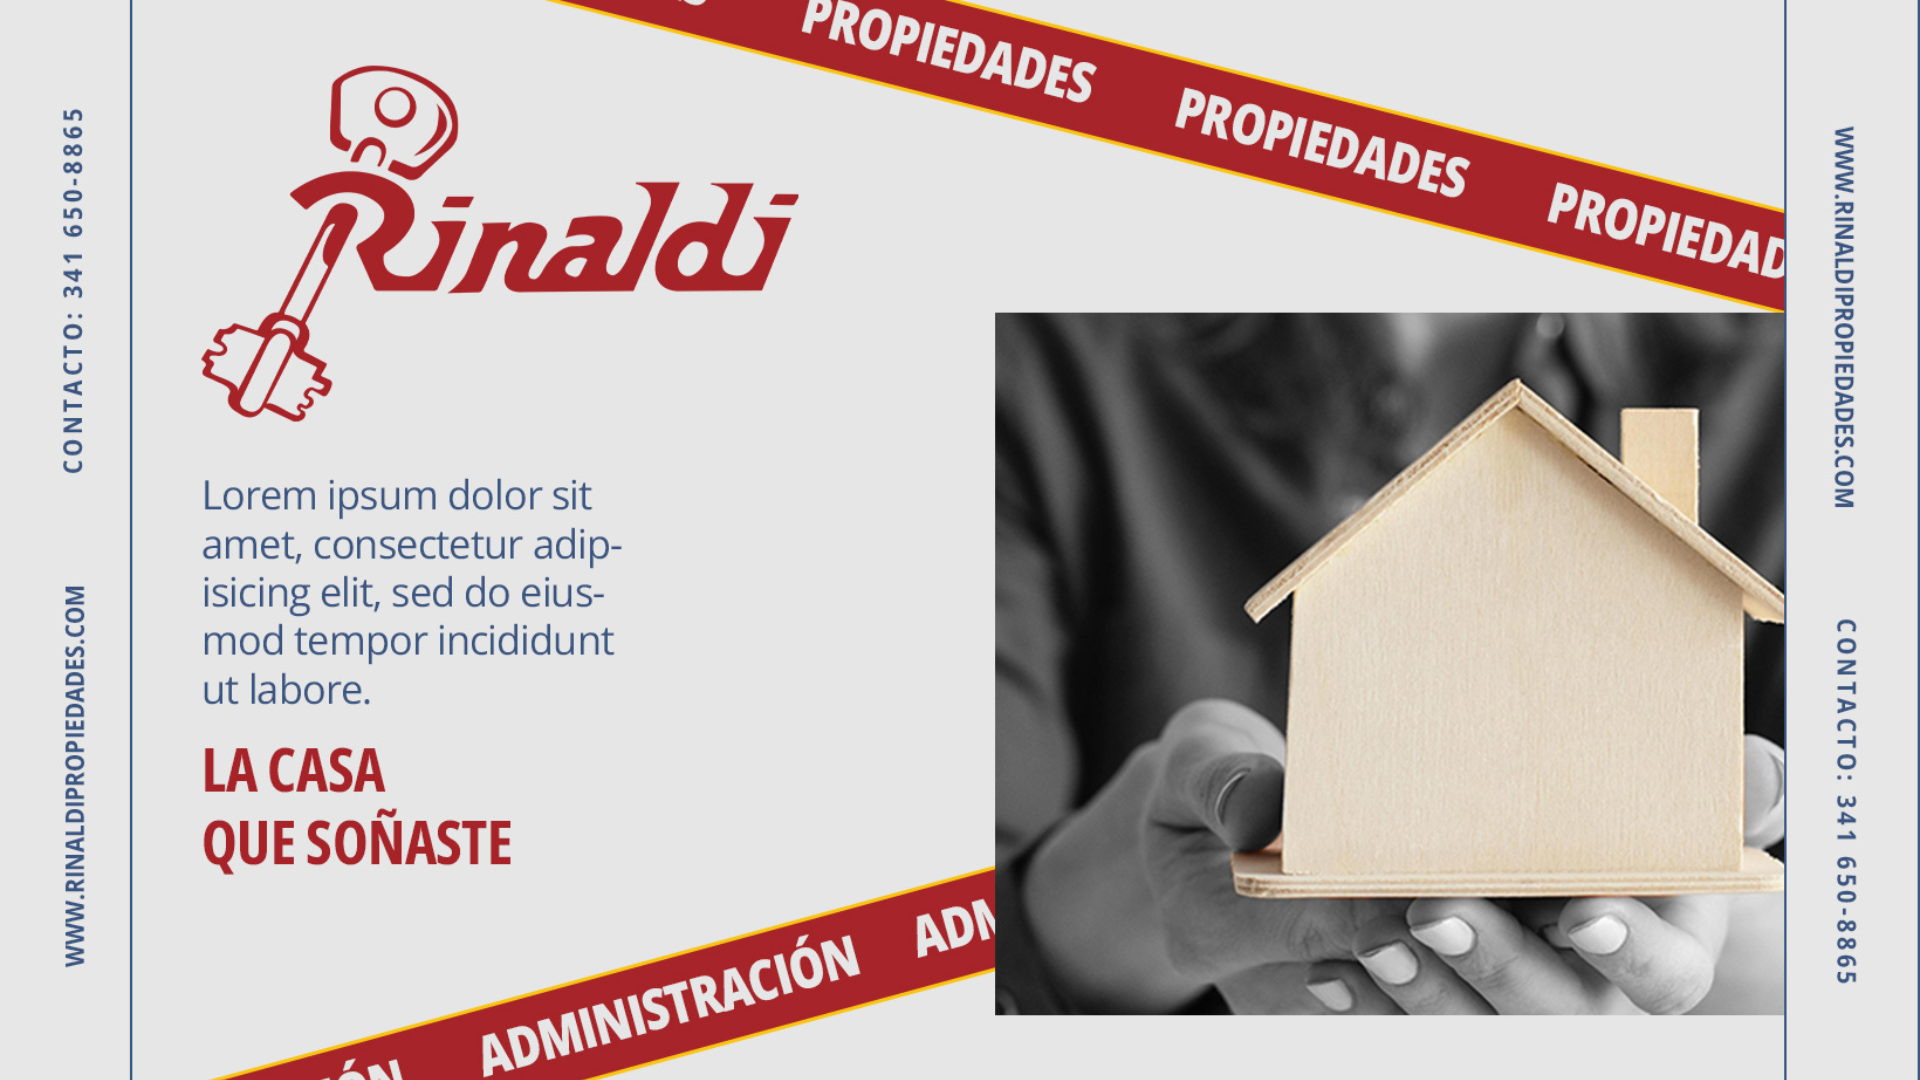 CONTACTO: 341 650-8865
WWW.RINALDIPROPIEDADES.COM
PROPIEDADES PROPIEDADES PROPIEDAD
Rinaldi
Lorem ipsum dolor sit
amet, consectetur adip-
isicing elit, sed do eius-
mod tempor incididunt
ut labore.
LA CASA
QUE SOÑASTE
ÓN ADMINISTRACIÓN ADM
WWW.RINALDIPROPIEDADES.COM
CONTACTO: 341 650-8865